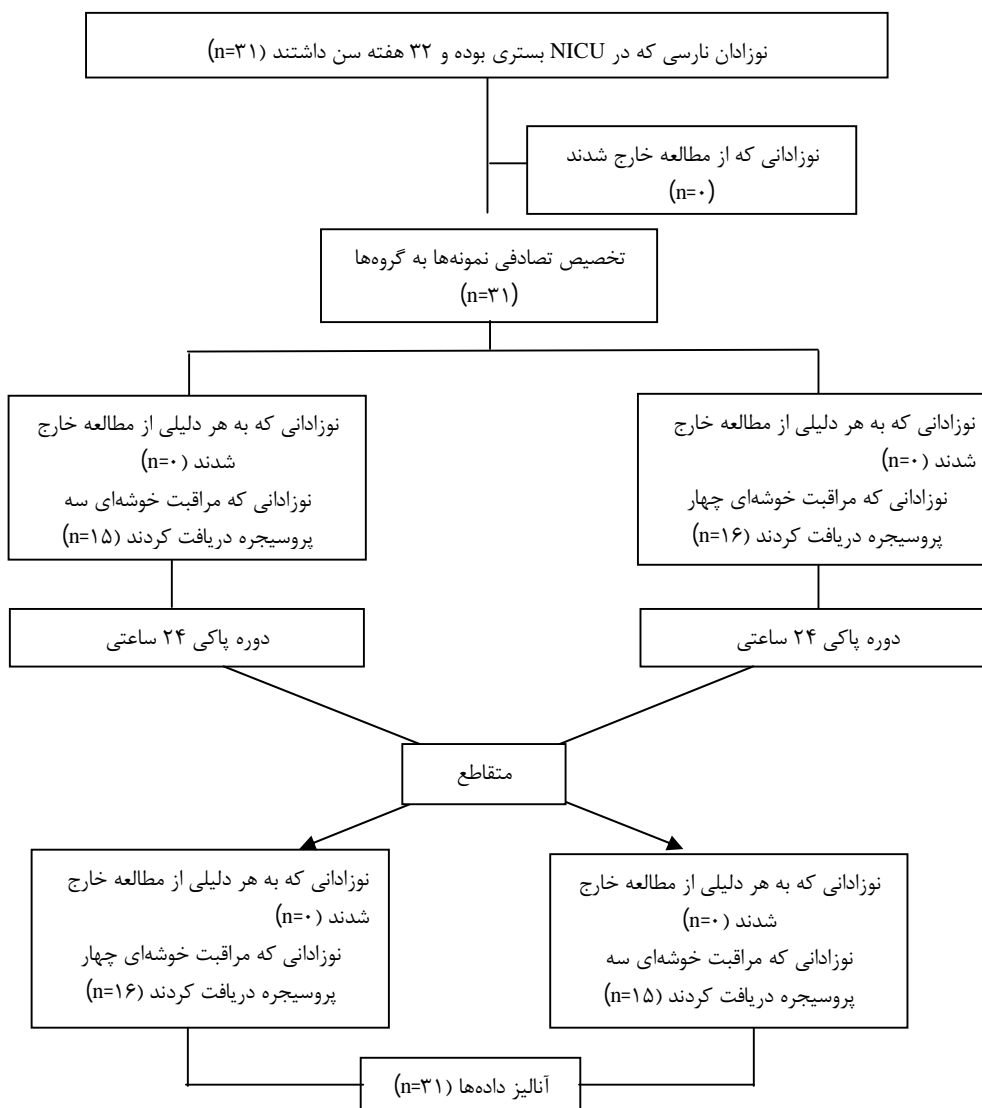 نوزادان نارسی که در NICU بستری بوده و ۳۲ هفته سن داشتند (n=۳۱)
نوزادانی که از مطالعه خارج شدند
(n=۰)
تخصیص تصادفی نمونه‌ها به گروه‌ها
(n=۳۱)
نوزادانی که به هر دلیلی از مطالعه خارج
شدند (n=۰)
نوزادانی که مراقبت خوشه‌ای چهار
پروسیجره دریافت کردند (n=۱۶)
نوزادانی که به هر دلیلی از مطالعه خارج
شدند (n=۰)
نوزادانی که مراقبت خوشه‌ای سه
پروسیجره دریافت کردند (n=۱۵)
دوره پاکی ۲۴ ساعتی
دوره پاکی ۲۴ ساعتی
متقاطع
نوزادانی که به هر دلیلی از مطالعه خارج
شدند (n=۰)
نوزادانی که مراقبت خوشه‌ای سه
پروسیجره دریافت کردند (n=۱۵)
نوزادانی که به هر دلیلی از مطالعه خارج
شدند (n=۰)
نوزادانی که مراقبت خوشه‌ای چهار
پروسیجره دریافت کردند (n=۱۶)
آنالیز داده‌ها (n=۳۱)